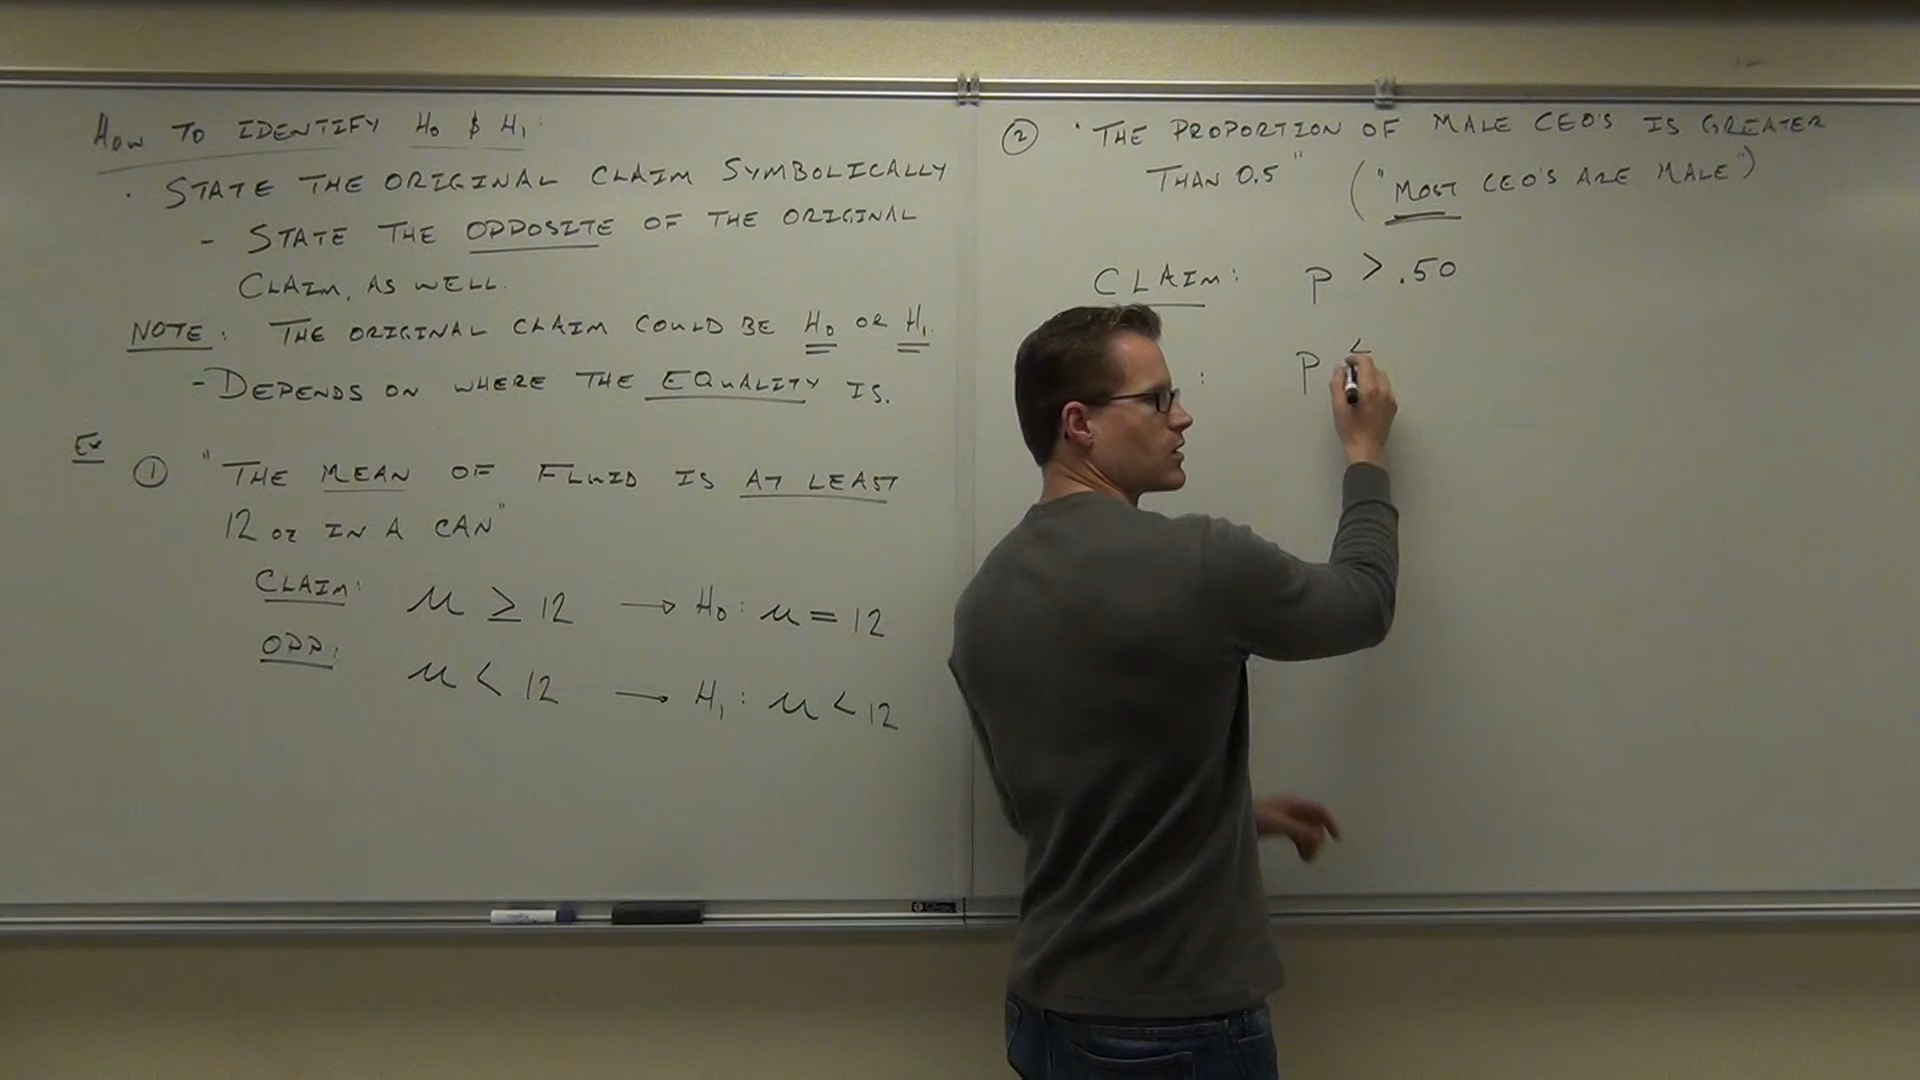 HOW TO IDENTIFY H₀ & H₁:
· STATE THE ORIGINAL CLAIM SYMBOLICALLY
- STATE THE OPPOSITE OF THE ORIGINAL
CLAIM, AS WELL.
NOTE: THE ORIGINAL CLAIM COULD BE H₀ OR H₁.
- DEPENDS ON WHERE THE EQUALITY IS.
EX
① "THE MEAN OF FLUID IS AT LEAST
12 oz IN A CAN"
CLAIM: μ ≥ 12 → H₀: μ = 12
OPP: μ < 12 → H₁: μ < 12
② "THE PROPORTION OF MALE CEO'S IS GREATER
THAN 0.5" ("MOST CEO'S ARE MALE")
CLAIM: p > .50
: p <